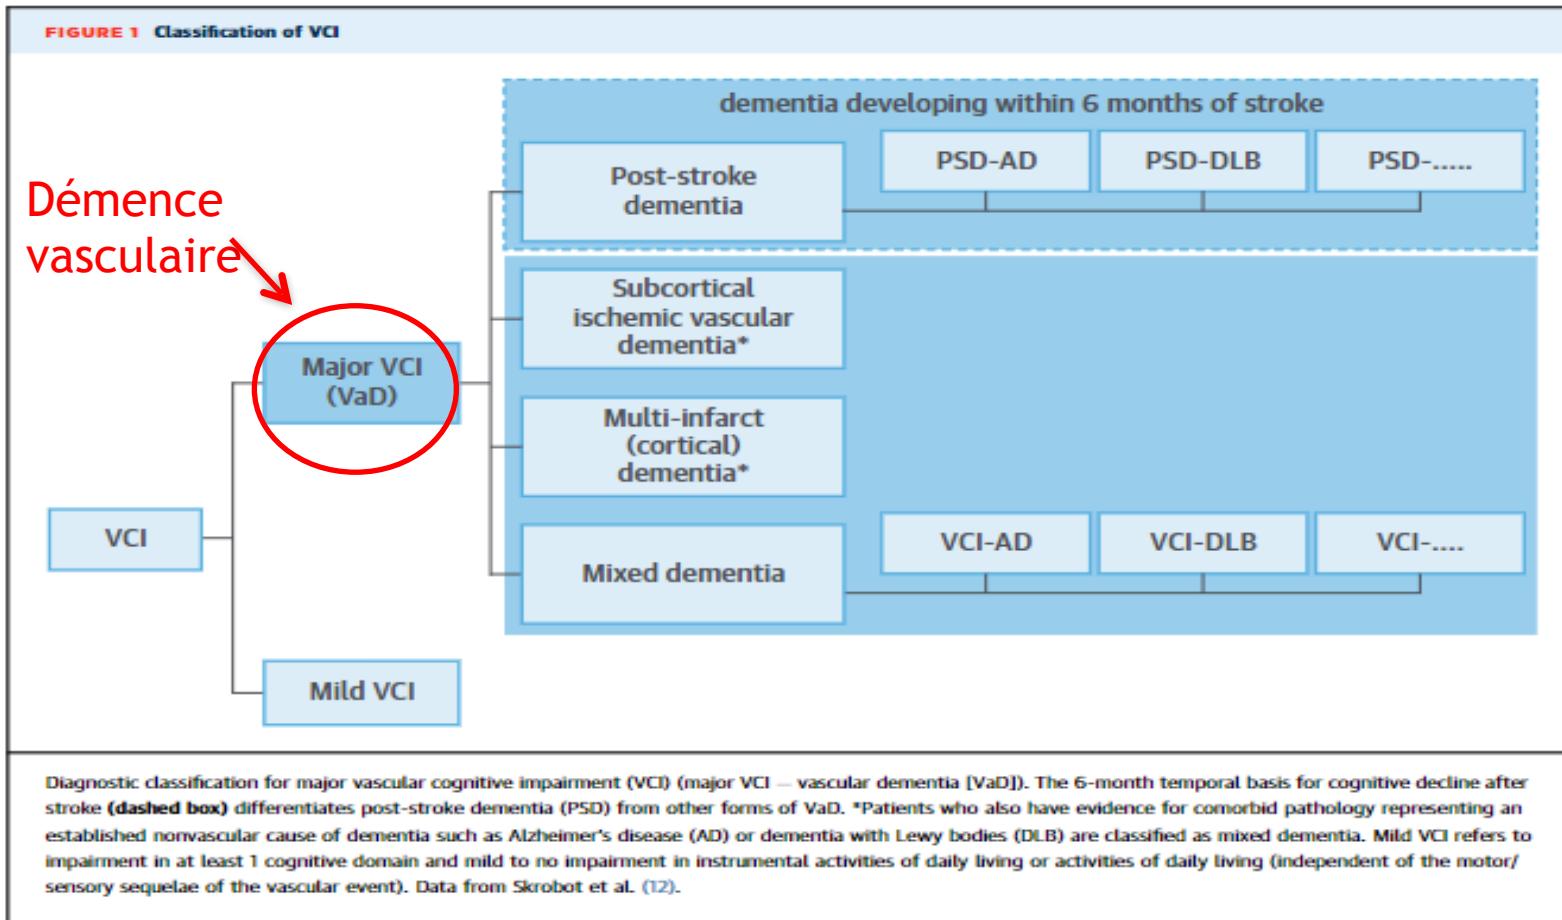 FIGURE 1 Classification of VCI
dementia developing within 6 months of stroke
Post-stroke
dementia
PSD-AD
PSD-DLB
PSD-.....
Démence
vasculaire
Subcortical
ischemic vascular
dementia*
Major VCI
(VaD)
Multi-infarct
(cortical)
dementia*
VCI
Mixed dementia
VCI-AD
VCI-DLB
VCI-....
Mild VCI
Diagnostic classification for major vascular cognitive impairment (VCI) (major VCI — vascular dementia [VaD]). The 6-month temporal basis for cognitive decline after
stroke (dashed box) differentiates post-stroke dementia (PSD) from other forms of VaD. *Patients who also have evidence for comorbid pathology representing an
established nonvascular cause of dementia such as Alzheimer's disease (AD) or dementia with Lewy bodies (DLB) are classified as mixed dementia. Mild VCI refers to
impairment in at least 1 cognitive domain and mild to no impairment in instrumental activities of daily living or activities of daily living (independent of the motor/
sensory sequelae of the vascular event). Data from Skrobot et al. (12).